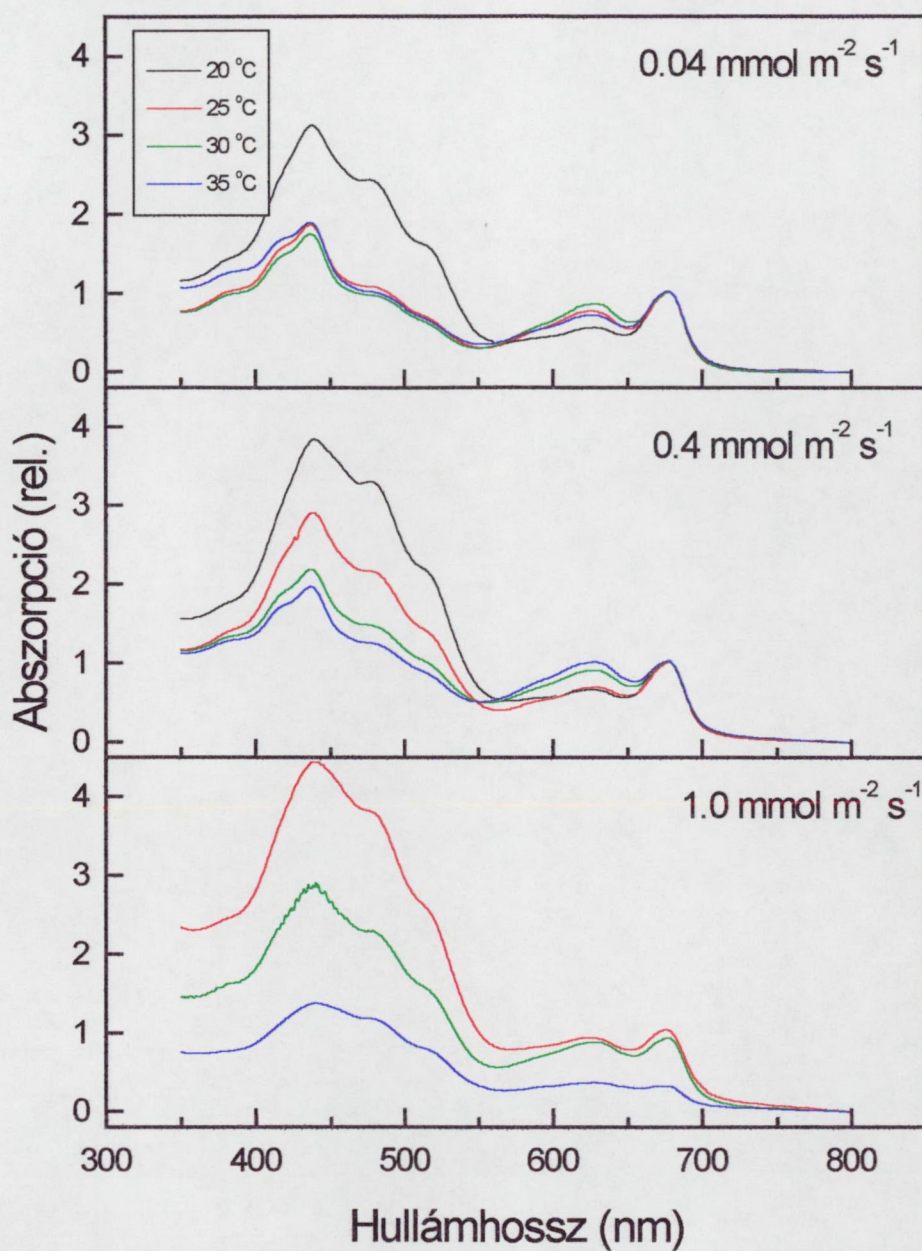 4
3
2
1
0
20 °C
25 °C
30 °C
35 °C
0.04 mmol m⁻² s⁻¹
4
3
2
1
0
0.4 mmol m⁻² s⁻¹
4
3
2
1
0
1.0 mmol m⁻² s⁻¹
Abszorpció (rel.)
300 400 500 600 700 800
Hullámhossz (nm)